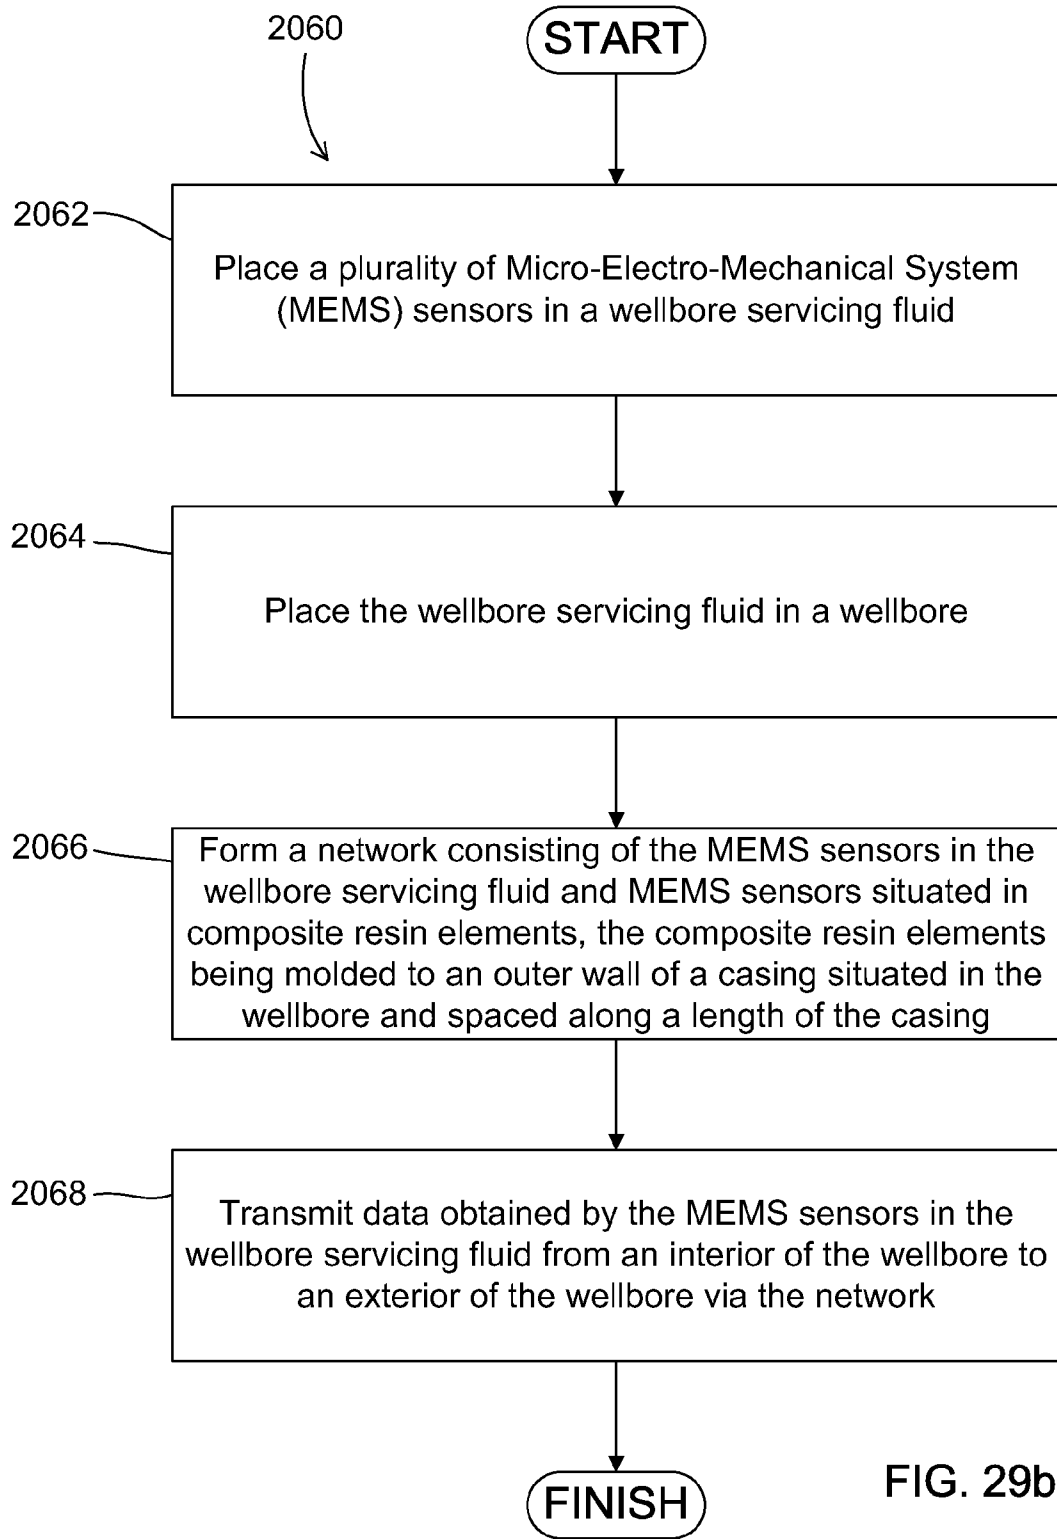 2060
START
2062
Place a plurality of Micro-Electro-Mechanical System
(MEMS) sensors in a wellbore servicing fluid
2064
Place the wellbore servicing fluid in a wellbore
2066
Form a network consisting of the MEMS sensors in the
wellbore servicing fluid and MEMS sensors situated in
composite resin elements, the composite resin elements
being molded to an outer wall of a casing situated in the
wellbore and spaced along a length of the casing
2068
Transmit data obtained by the MEMS sensors in the
wellbore servicing fluid from an interior of the wellbore to
an exterior of the wellbore via the network
FINISH
FIG. 29b